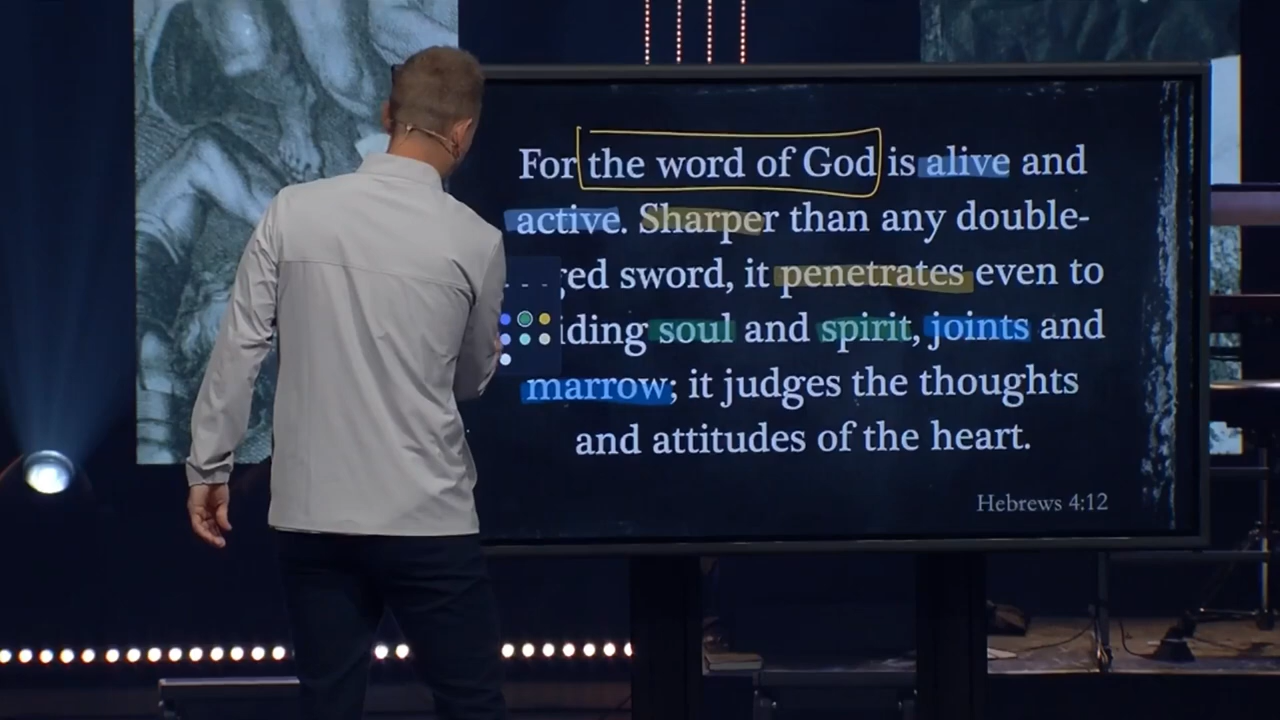 For the word of God is alive and
active. Sharper than any double-
ged sword, it penetrates even to
iding soul and spirit, joints and
marrow; it judges the thoughts
and attitudes of the heart.
Hebrews 4:12